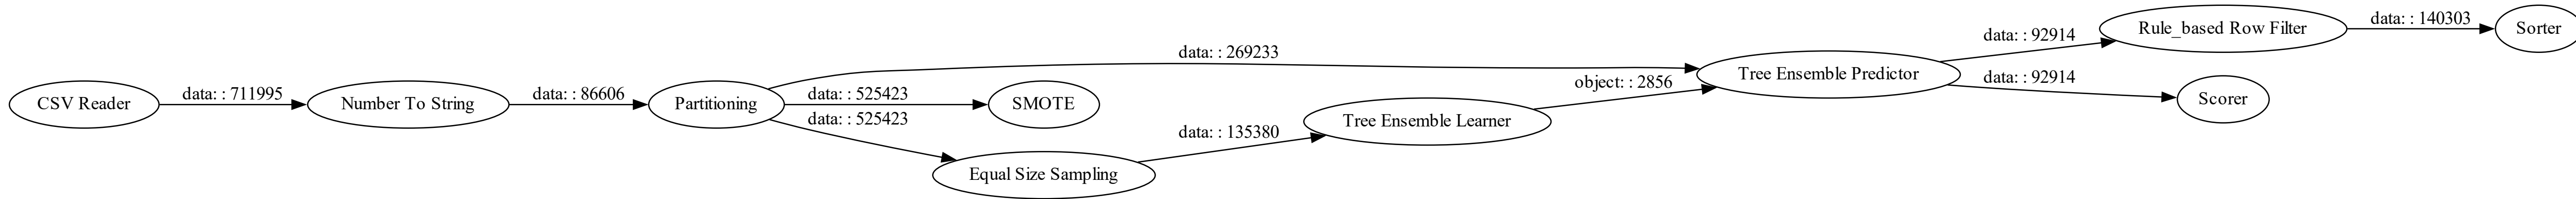 CSV Reader
data: : 711995
Number To String
data: : 86606
Partitioning
data: : 269233
data: : 525423
SMOTE
data: : 525423
Equal Size Sampling
data: : 135380
Tree Ensemble Learner
object: : 2856
Tree Ensemble Predictor
data: : 92914
Rule_based Row Filter
data: : 140303
Sorter
data: : 92914
Scorer